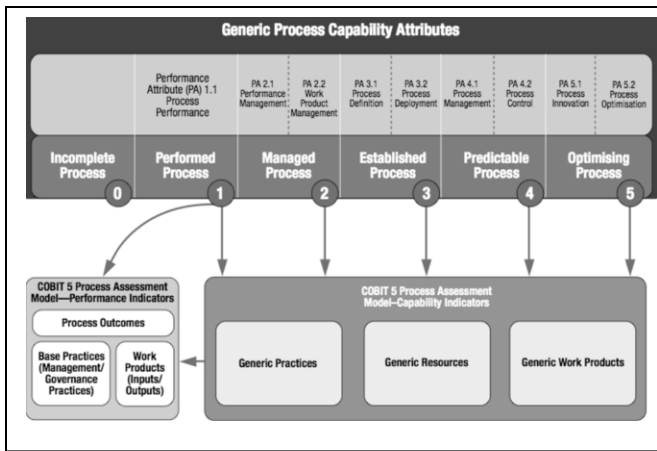 Generic Process Capability Attributes
Performance
Attribute (PA) 1.1
Process
Performance
PA 2.1
Performance
Management
PA 2.2
Work
Product
Management
PA 3.1
Process
Definition
PA 3.2
Process
Deployment
PA 4.1
Process
Management
PA 4.2
Process
Control
PA 5.1
Process
Innovation
PA 5.2
Process
Optimisation
Incomplete
Process
0
Performed
Process
1
Managed
Process
2
Established
Process
3
Predictable
Process
4
Optimising
Process
5
COBIT 5 Process Assessment
Model—Performance Indicators
Process Outcomes
Base Practices
(Management/
Governance
Practices)
Work
Products
(Inputs/
Outputs)
COBIT 5 Process Assessment
Model–Capability Indicators
Generic Practices
Generic Resources
Generic Work Products